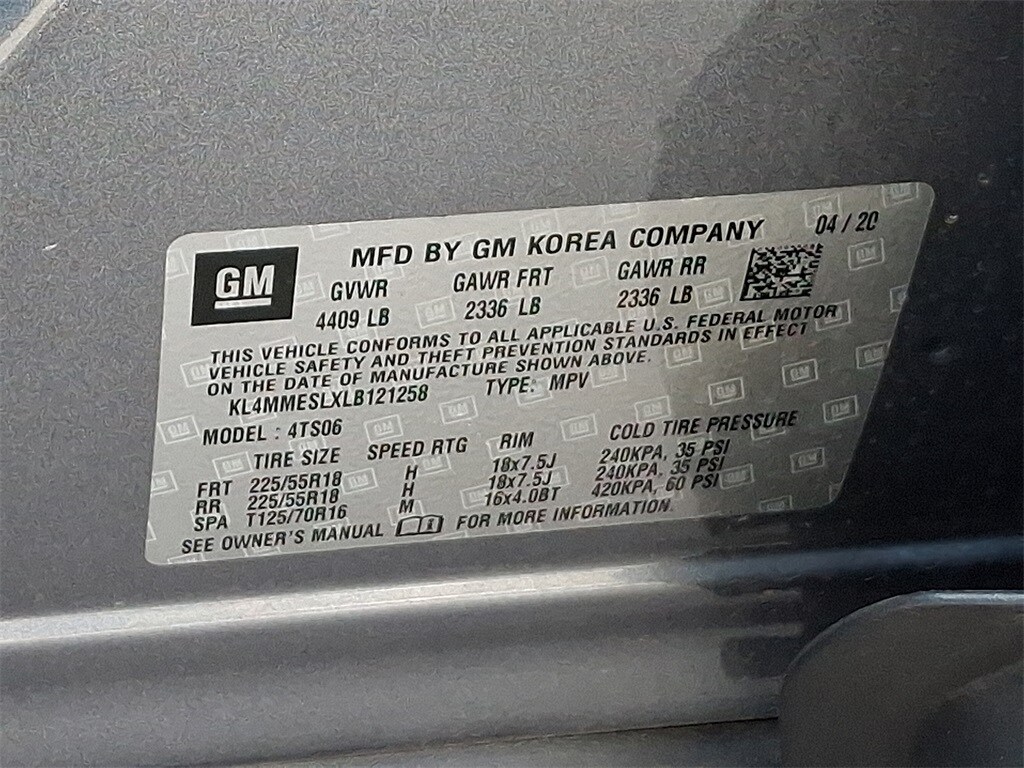 GM
MFD BY GM KOREA COMPANY 04 / 20
GVWR GAWR FRT GAWR RR
4409 LB 2336 LB 2336 LB
THIS VEHICLE CONFORMS TO ALL APPLICABLE U.S. FEDERAL MOTOR
VEHICLE SAFETY AND THEFT PREVENTION STANDARDS IN EFFECT
ON THE DATE OF MANUFACTURE SHOWN ABOVE.
KL4MMESLXLB121258 TYPE: MPV
MODEL : 4TS06
TIRE SIZE SPEED RTG RIM COLD TIRE PRESSURE
FRT 225/55R18 H 18x7.5J 240KPA, 35 PSI
RR 225/55R18 H 18x7.5J 240KPA, 35 PSI
SPA T125/70R16 M 16x4.0BT 420KPA, 60 PSI
SEE OWNER'S MANUAL FOR MORE INFORMATION.